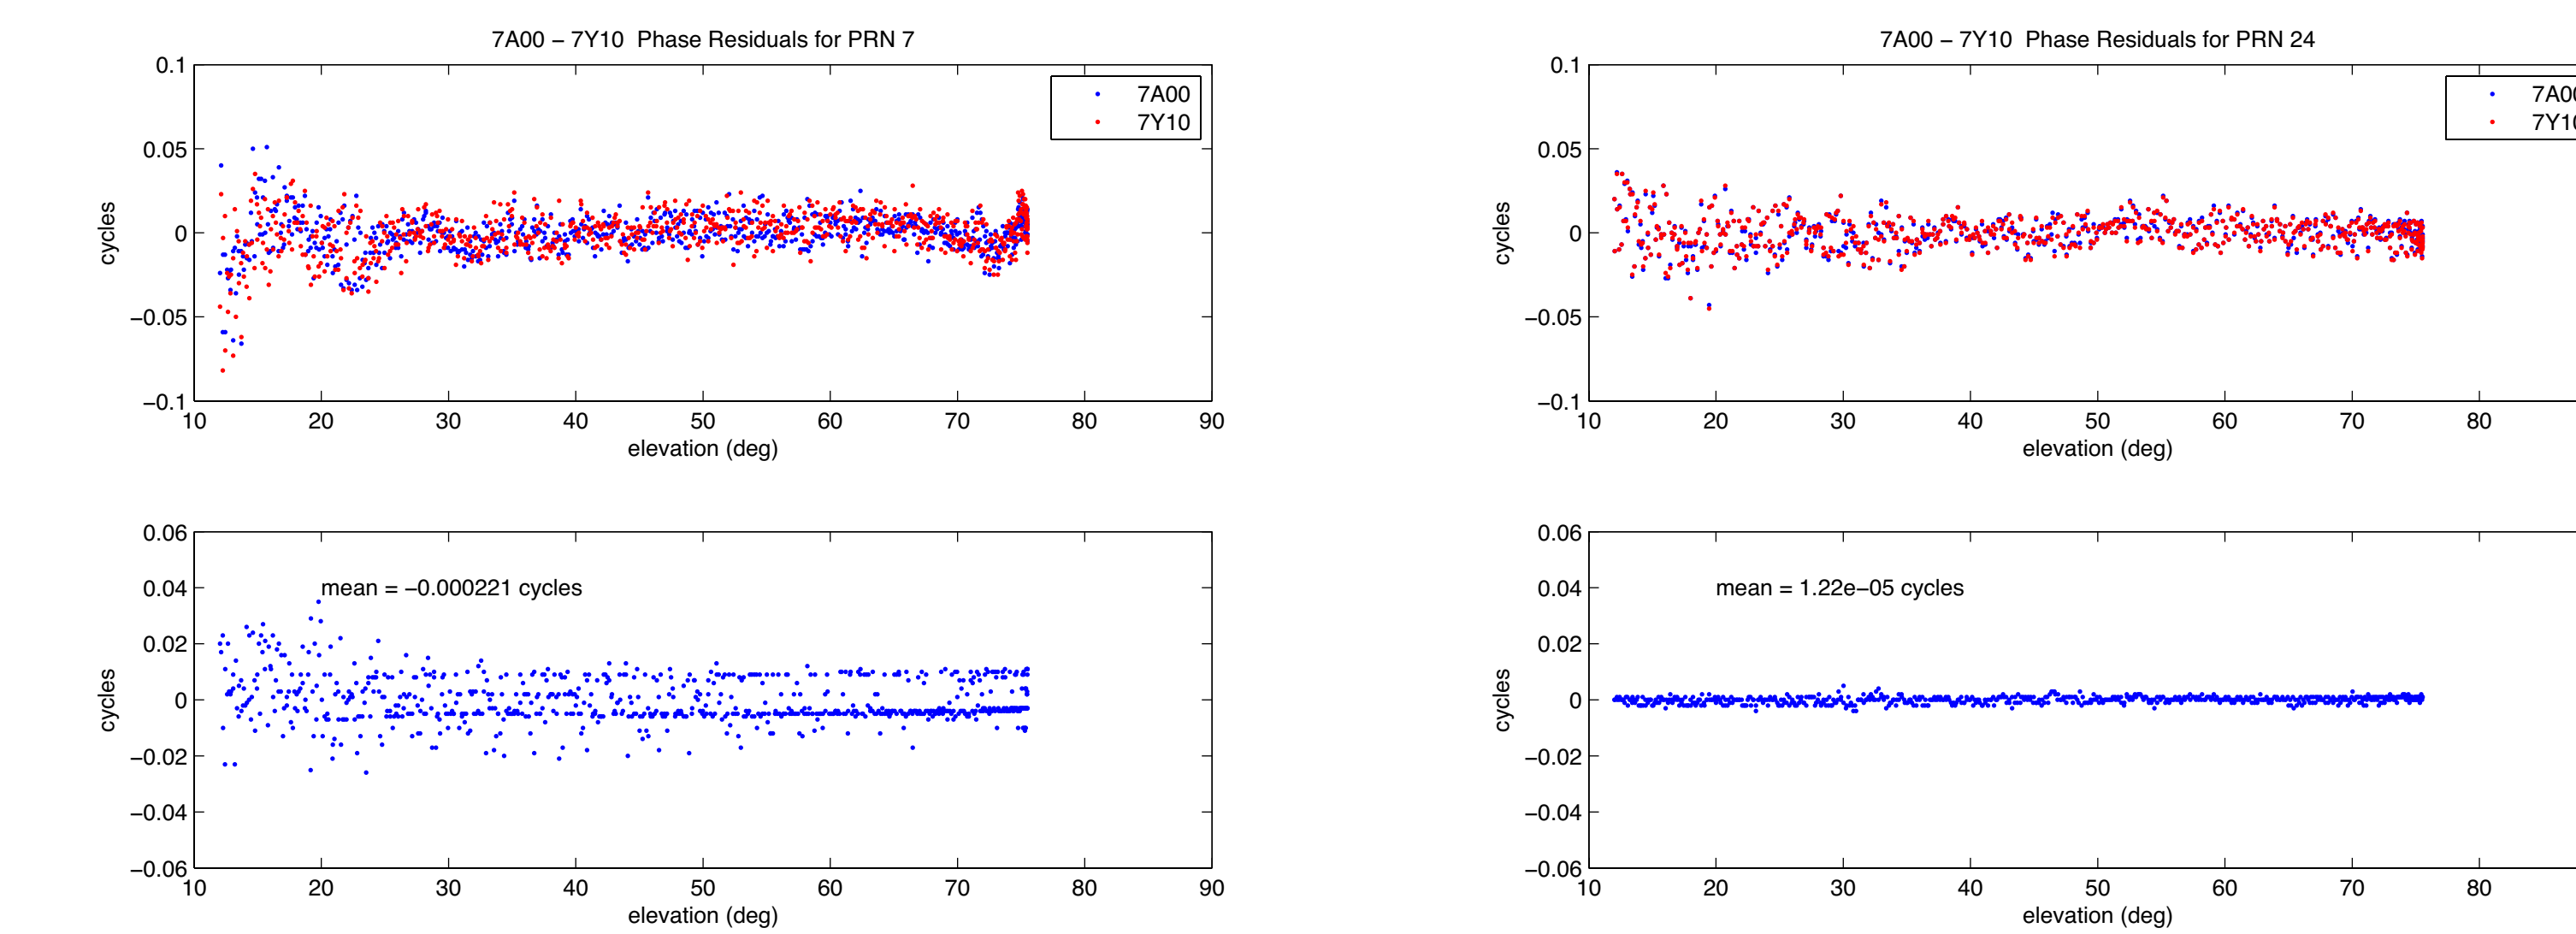 7A00 − 7Y10  Phase Residuals for PRN 7
0.1
0.05
0
−0.05
−0.1
cycles
7A00
7Y10
10 20 30 40 50 60 70 80 90
elevation (deg)
0.06
0.04
0.02
0
−0.02
−0.04
−0.06
cycles
mean = −0.000221 cycles
10 20 30 40 50 60 70 80 90
elevation (deg)
7A00 − 7Y10  Phase Residuals for PRN 24
0.1
0.05
0
−0.05
−0.1
cycles
7A00
7Y10
10 20 30 40 50 60 70 80
elevation (deg)
0.06
0.04
0.02
0
−0.02
−0.04
−0.06
cycles
mean = 1.22e−05 cycles
10 20 30 40 50 60 70 80
elevation (deg)